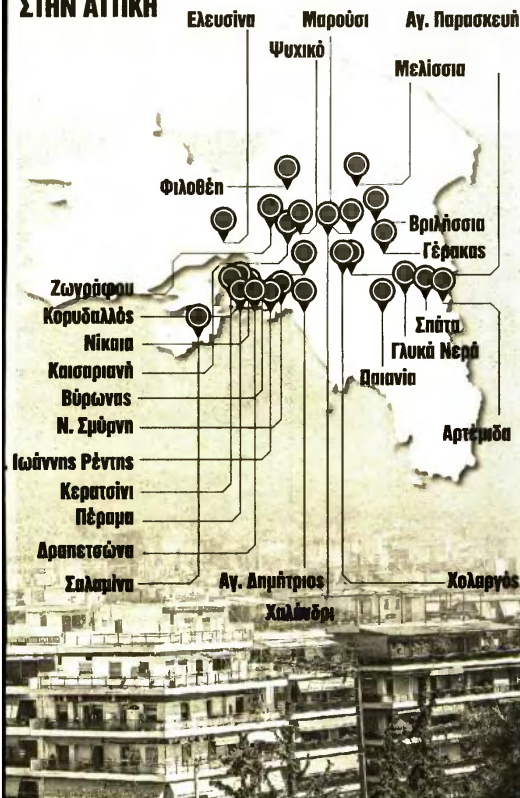 ΣΤΗΝ ΑΤΤΙΚΗ
Ελευσίνα
Μαρούσι
Αγ. Παρασκευή
Ψυχικό
Μελίσσια
Φιλοθέη
Βριλήσσια
Γέρακας
Ζωγράφου
Κορυδαλλός
Νίκαια
Καισαριανή
Βύρωνας
Ν. Σμύρνη
Σπάτα
Γλυκά Νερά
Παιανία
Αρτέμιδα
. Ιωάννης Ρέντης
Κερατσίνι
Πέραμα
Δραπετσώνα
Σαλαμίνα
Αγ. Δημήτριος
Χολαργός
Χαλάνδρι